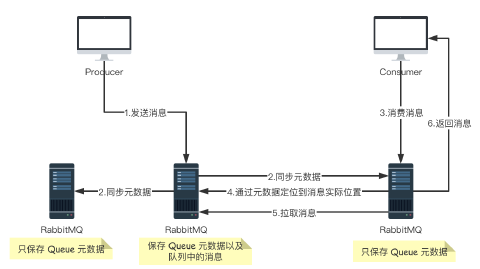 Producer
Consumer
1.发送消息
3.消费消息
6.返回消息
2.同步元数据
2.同步元数据
4.通过元数据定位到消息实际位置
5.拉取消息
RabbitMQ
RabbitMQ
RabbitMQ
只保存 Queue 元数据
保存 Queue 元数据以及
队列中的消息
只保存 Queue 元数据